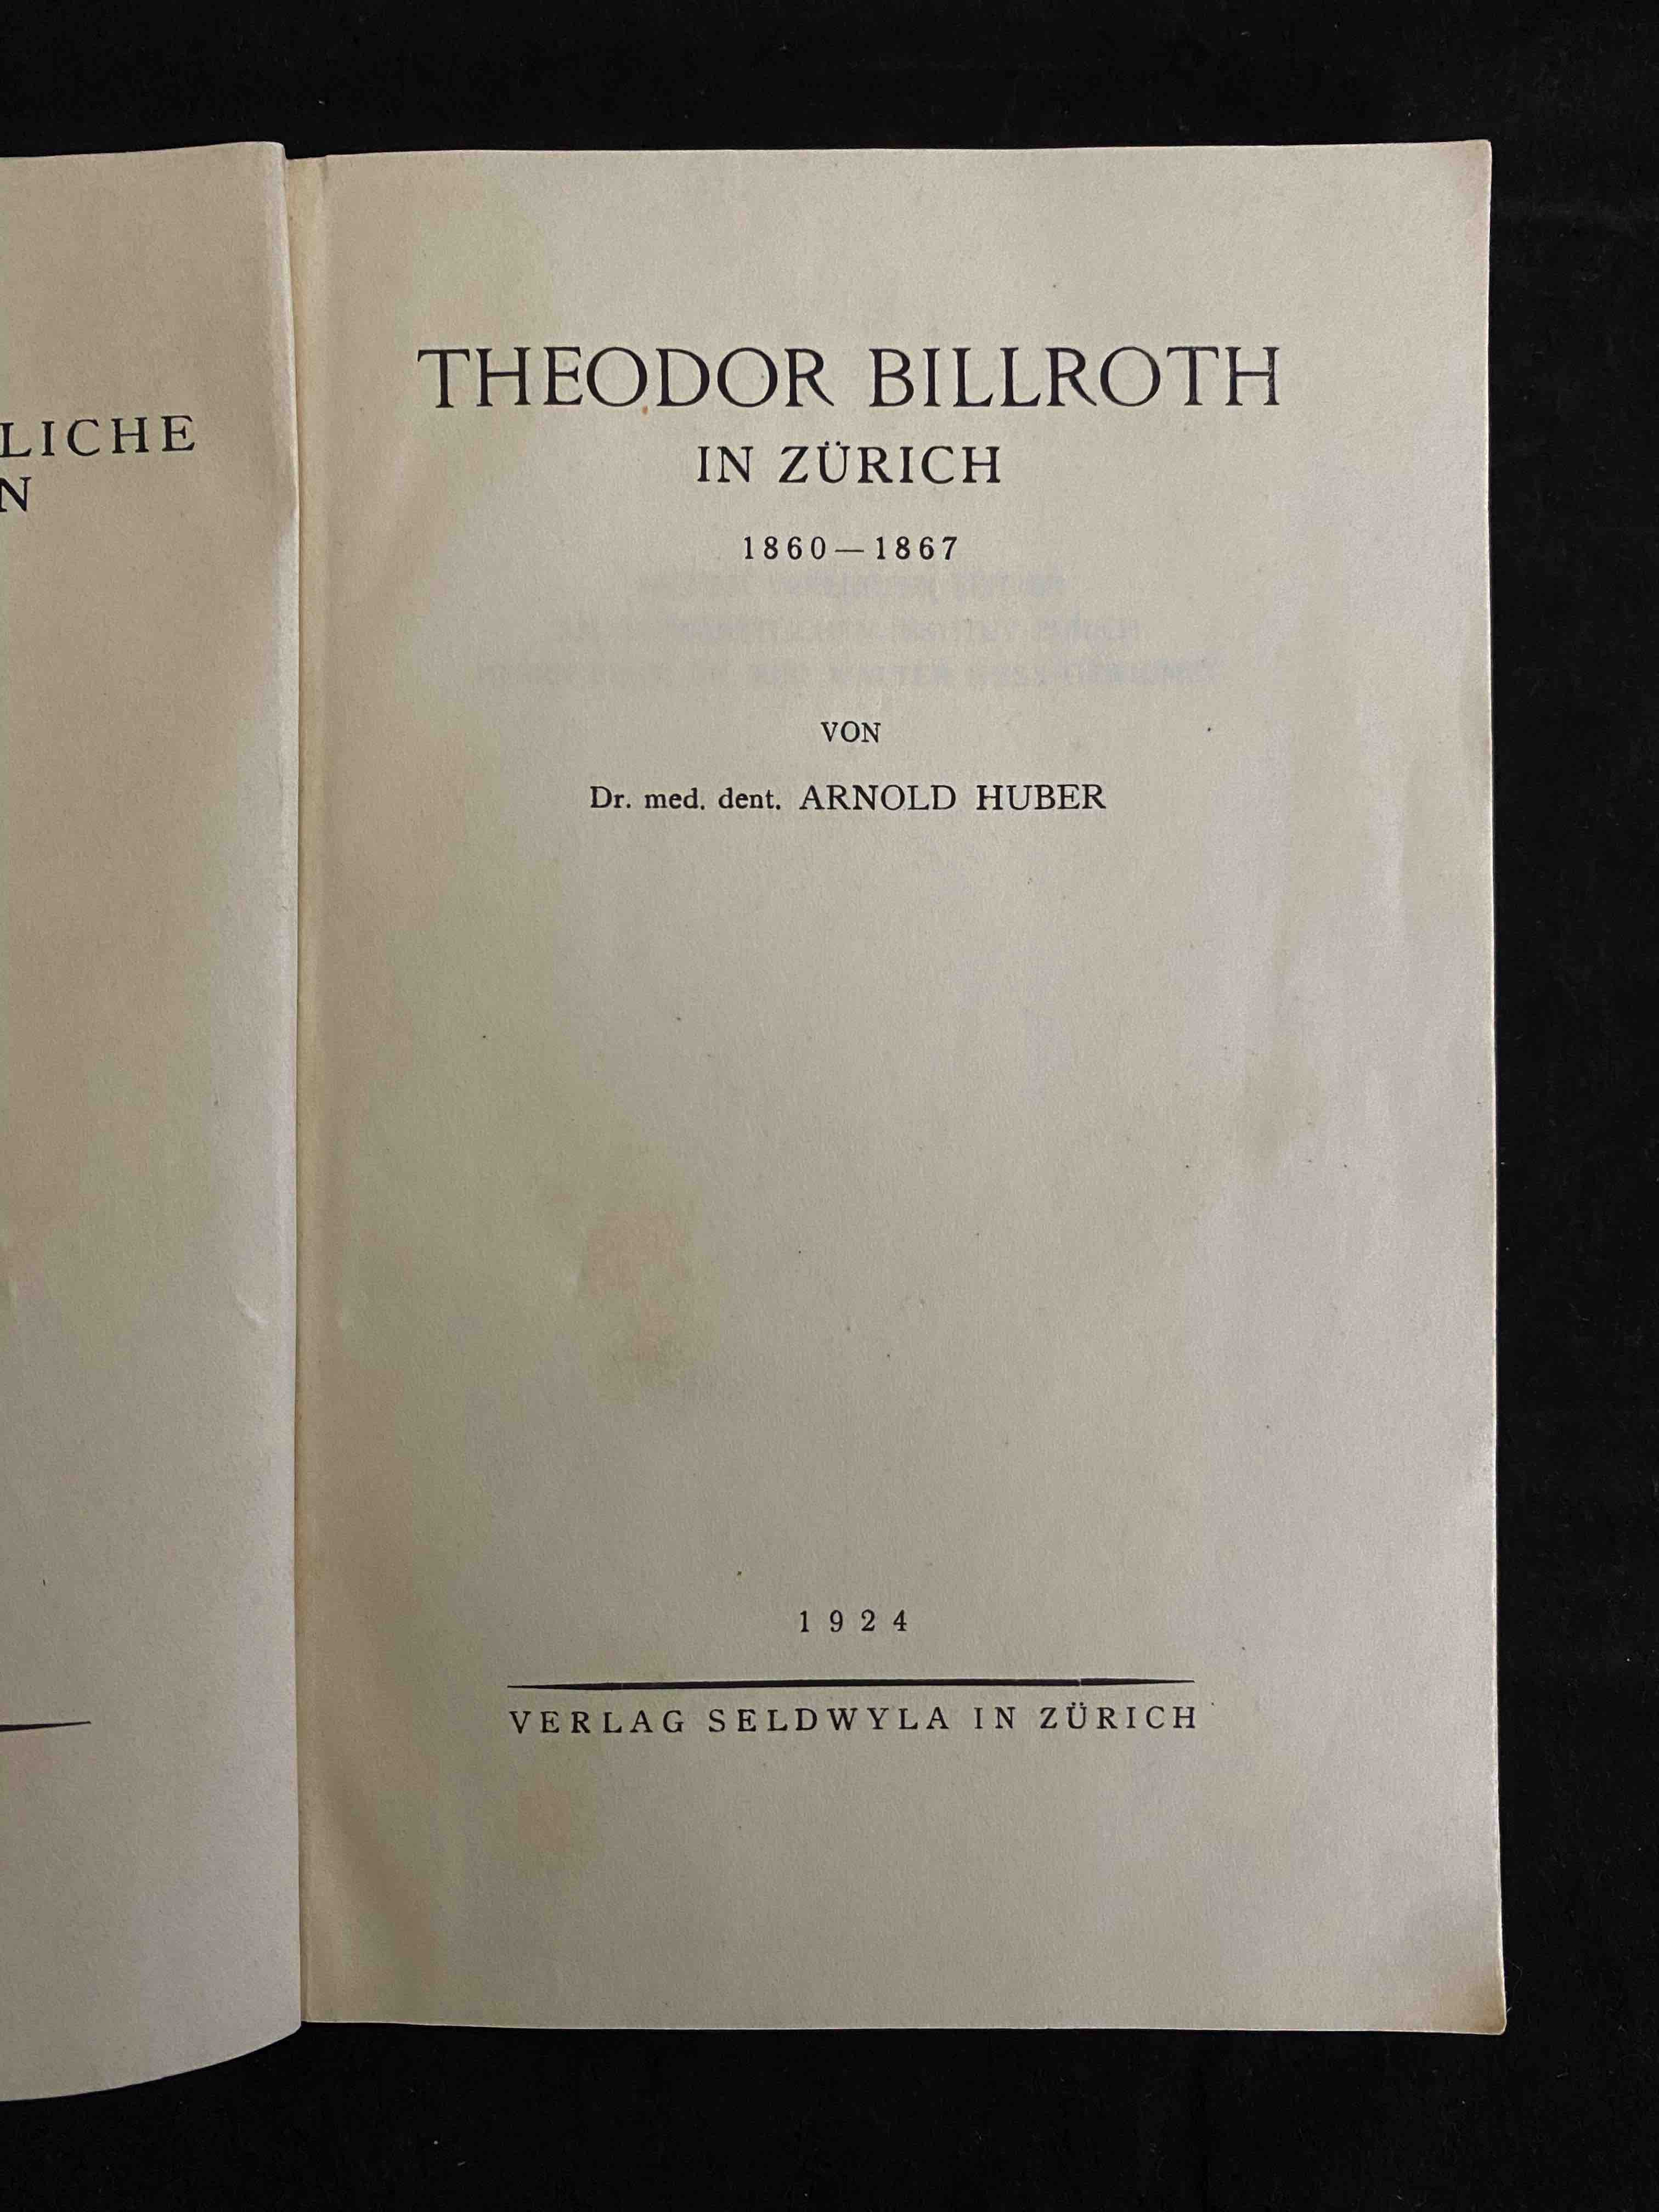 LICHE
N
THEODOR BILLROTH
IN ZÜRICH
1860—1867
VON
Dr. med. dent. ARNOLD HUBER
1924
VERLAG SELDWYLA IN ZÜRICH